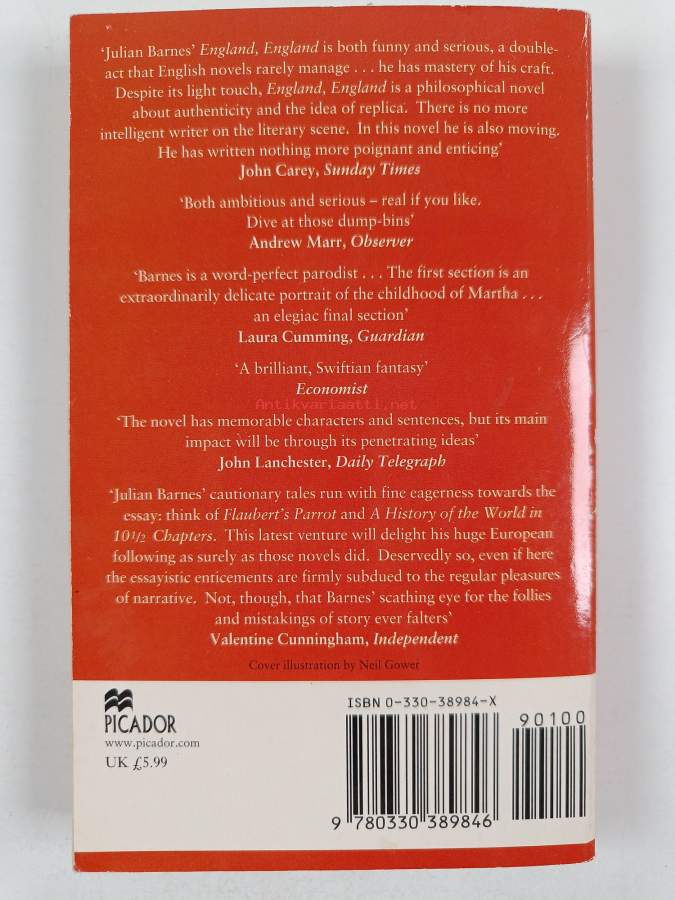 ‘Julian Barnes’ England, England is both funny and serious, a double-
act that English novels rarely manage . . . he has mastery of his craft.
Despite its light touch, England, England is a philosophical novel
about authenticity and the idea of replica. There is no more
intelligent writer on the literary scene. In this novel he is also moving.
He has written nothing more poignant and enticing’
John Carey, Sunday Times
‘Both ambitious and serious – real if you like.
Dive at those dump-bins’
Andrew Marr, Observer
‘Barnes is a word-perfect parodist . . . The first section is an
extraordinarily delicate portrait of the childhood of Martha . . .
an elegiac final section’
Laura Cumming, Guardian
‘A brilliant, Swiftian fantasy’
Economist
Antikvariaatti.net
‘The novel has memorable characters and sentences, but its main
impact will be through its penetrating ideas’
John Lanchester, Daily Telegraph
‘Julian Barnes’ cautionary tales run with fine eagerness towards the
essay: think of Flaubert’s Parrot and A History of the World in
10½ Chapters. This latest venture will delight his huge European
following as surely as those novels did. Deservedly so, even if here
the essayistic enticements are firmly subdued to the regular pleasures
of narrative. Not, though, that Barnes’ scathing eye for the follies
and mistakings of story ever falters’
Valentine Cunningham, Independent
Cover illustration by Neil Gower
PICADOR
www.picador.com
UK £5.99
ISBN 0-330-38984-X
90100
9 780330 389846